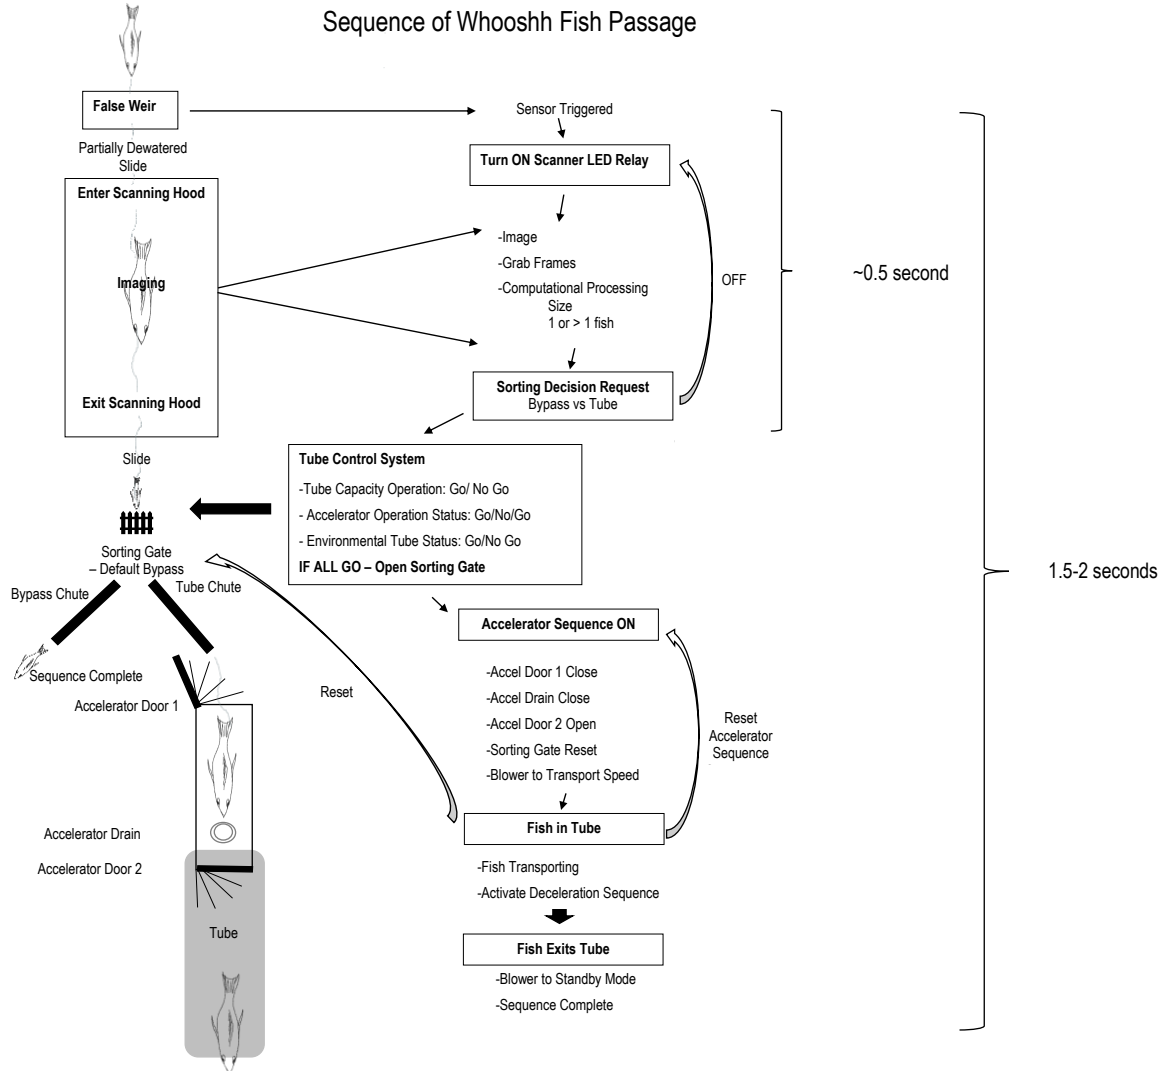 Sequence of Whooshh Fish Passage
False Weir
Sensor Triggered
Partially Dewatered
Slide
Turn ON Scanner LED Relay
Enter Scanning Hood
-Image
-Grab Frames
Imaging
-Computational Processing
Size
1 or > 1 fish
OFF
~0.5 second
Sorting Decision Request
Bypass vs Tube
Exit Scanning Hood
Slide
Tube Control System
-Tube Capacity Operation: Go/ No Go
- Accelerator Operation Status: Go/No/Go
- Environmental Tube Status: Go/No Go
IF ALL GO – Open Sorting Gate
Sorting Gate
– Default Bypass
Bypass Chute
Tube Chute
1.5-2 seconds
Accelerator Sequence ON
Sequence Complete
Accelerator Door 1
Reset
-Accel Door 1 Close
-Accel Drain Close
-Accel Door 2 Open
-Sorting Gate Reset
-Blower to Transport Speed
Reset
Accelerator
Sequence
Fish in Tube
Accelerator Drain
Accelerator Door 2
-Fish Transporting
-Activate Deceleration Sequence
Tube
Fish Exits Tube
-Blower to Standby Mode
-Sequence Complete